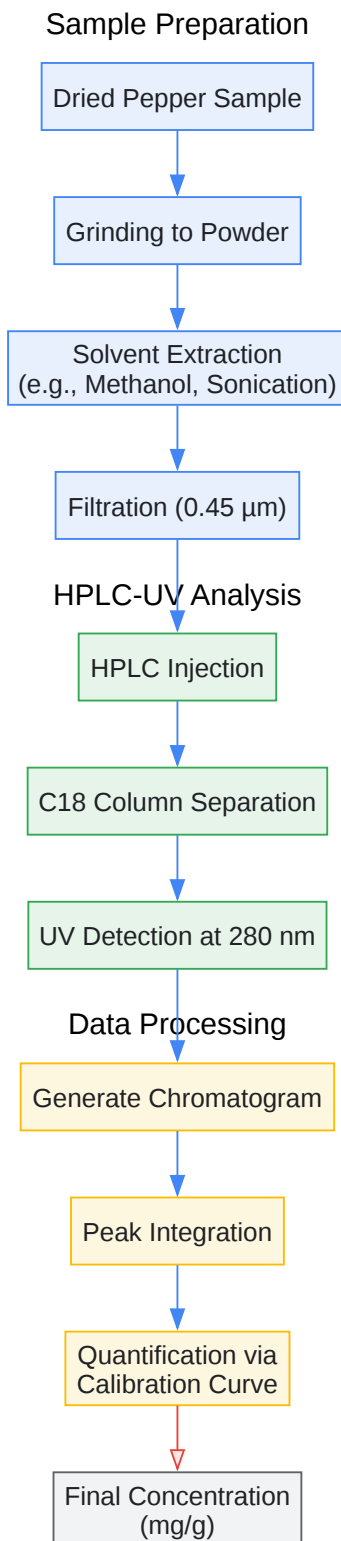 Sample Preparation
Dried Pepper Sample
Grinding to Powder
Solvent Extraction
(e.g., Methanol, Sonication)
Filtration (0.45 µm)
HPLC-UV Analysis
HPLC Injection
C18 Column Separation
UV Detection at 280 nm
Data Processing
Generate Chromatogram
Peak Integration
Quantification via
Calibration Curve
Final Concentration
(mg/g)